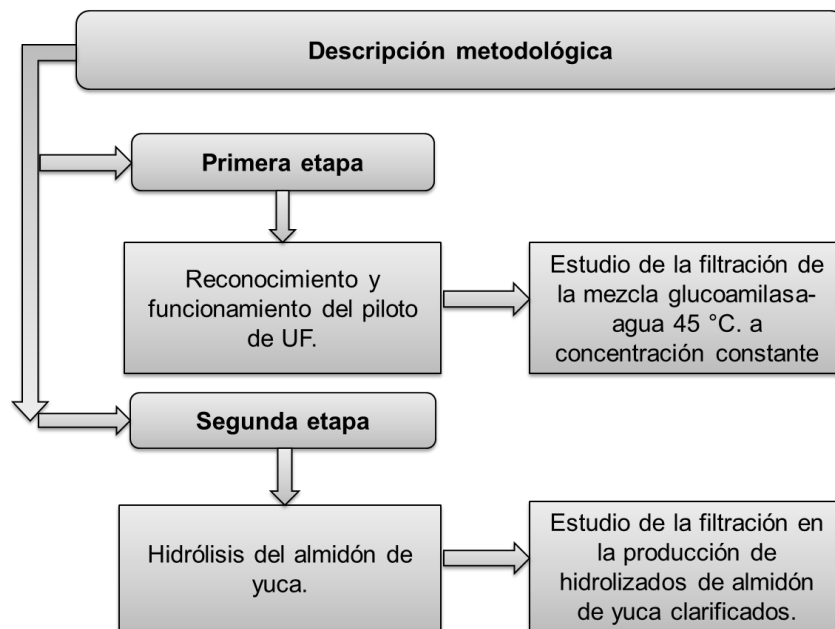 Descripción metodológica
Primera etapa
Reconocimiento y
funcionamiento del piloto
de UF.
Estudio de la filtración de
la mezcla glucoamilasa-
agua 45 °C. a
concentración constante
Segunda etapa
Hidrólisis del almidón de
yuca.
Estudio de la filtración en
la producción de
hidrolizados de almidón
de yuca clarificados.